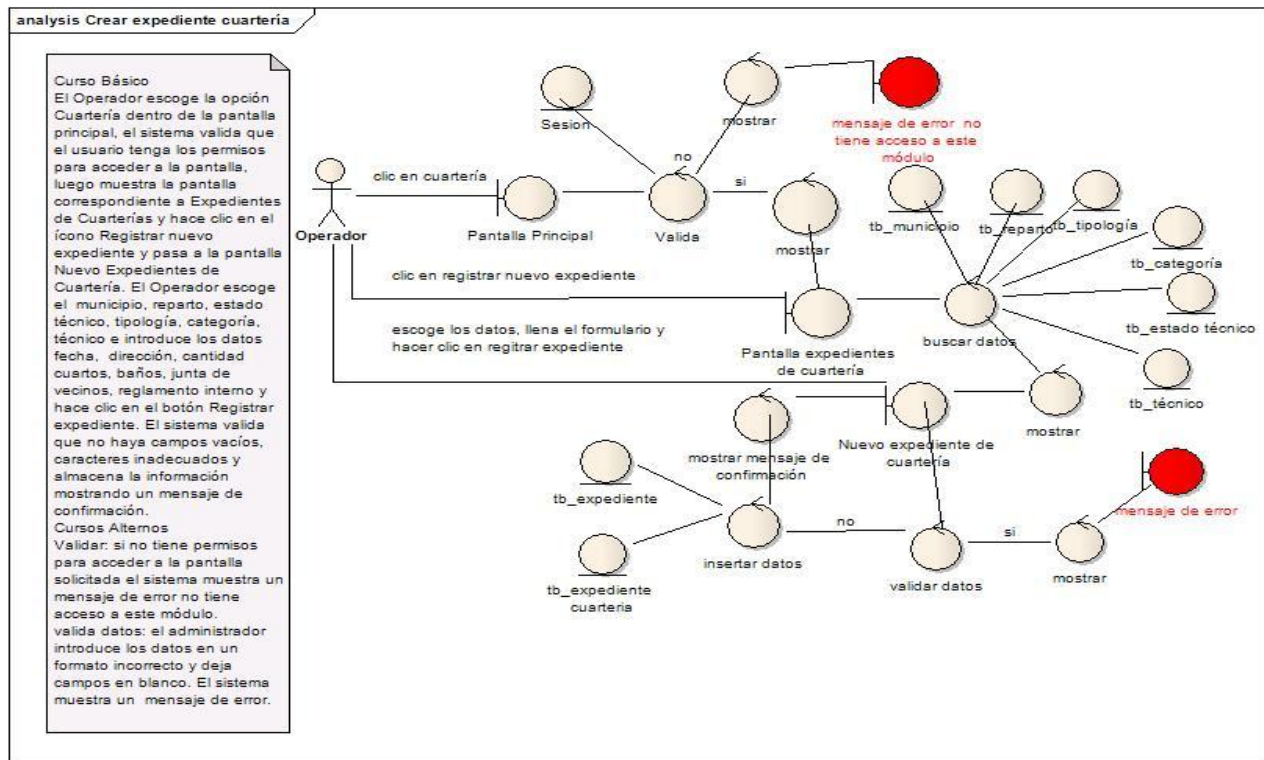 analysis Crear expediente cuartería
Curso Básico
El Operador escoge la opción
Cuartería dentro de la pantalla
principal, el sistema valida que
el usuario tenga los permisos
para acceder a la pantalla,
luego muestra la pantalla
correspondiente a Expedientes
de Cuarterías y hace clic en el
ícono Registrar nuevo
expediente y pasa a la pantalla
Nuevo Expedientes de
Cuartería. El Operador escoge
el municipio, reparto, estado
técnico, tipología, categoría,
técnico e introduce los datos
fecha, dirección, cantidad
cuartos, baños, junta de
vecinos, reglamento interno y
hace clic en el botón Registrar
expediente. El sistema valida
que no haya campos vacíos,
caracteres inadecuados y
almacena la información
mostrando un mensaje de
confirmación.
Cursos Alternos
Validar: si no tiene permisos
para acceder a la pantalla
solicitada el sistema muestra un
mensaje de error no tiene
acceso a este módulo.
valida datos: el administrador
introduce los datos en un
formato incorrecto y deja
campos en blanco. El sistema
muestra un mensaje de error.
Sesion
mostrar
mensaje de error no
tiene acceso a este
módulo
no
clic en cuartería
si
Operador
Pantalla Principal
Valida
mostrar
tb_municipio
tb_reparto
tb_tipología
tb_categoría
clic en registrar nuevo expediente
escoge los datos, llena el formulario y
hacer clic en regitrar expediente
Pantalla expedientes
de cuartería
buscar datos
tb_estado técnico
tb_técnico
mostrar mensaje de
confirmación
Nuevo expediente de
cuartería
mostrar
tb_expediente
mensaje de error
no
si
insertar datos
validar datos
mostrar
tb_expediente
cuarteria